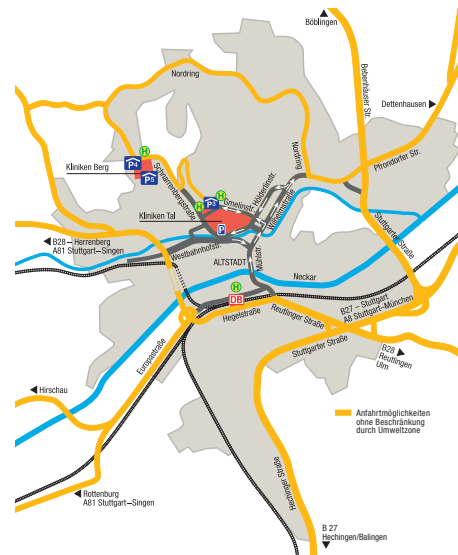 Böblingen
Nordring
Bebenhäuser Str.
Dettenhausen
H
P4
Kliniken Berg
P5
Schnarrenbergstraße
Nordring
Pfrondorfer Str.
H
H
P2
Gmelinstr.
Hölderlinstr.
Wilhelmstraße
Kliniken Tal
P
Stuttgarter Straße
B28 – Herrenberg
A81 Stuttgart–Singen
Westbahnhofstr.
ALTSTADT
Mühlstr.
Neckar
H
DB
B27 – Stuttgart
A8 Stuttgart–München
Hegelstraße
Reutlinger Straße
Stuttgarter Straße
B28
Reutlingen
Ulm
Europastraße
Hirschau
Anfahrtmöglichkeiten
ohne Beschränkung
durch Umweltzone
Hechinger Straße
Rottenburg
A81 Stuttgart–Singen
B 27
Hechingen/Balingen